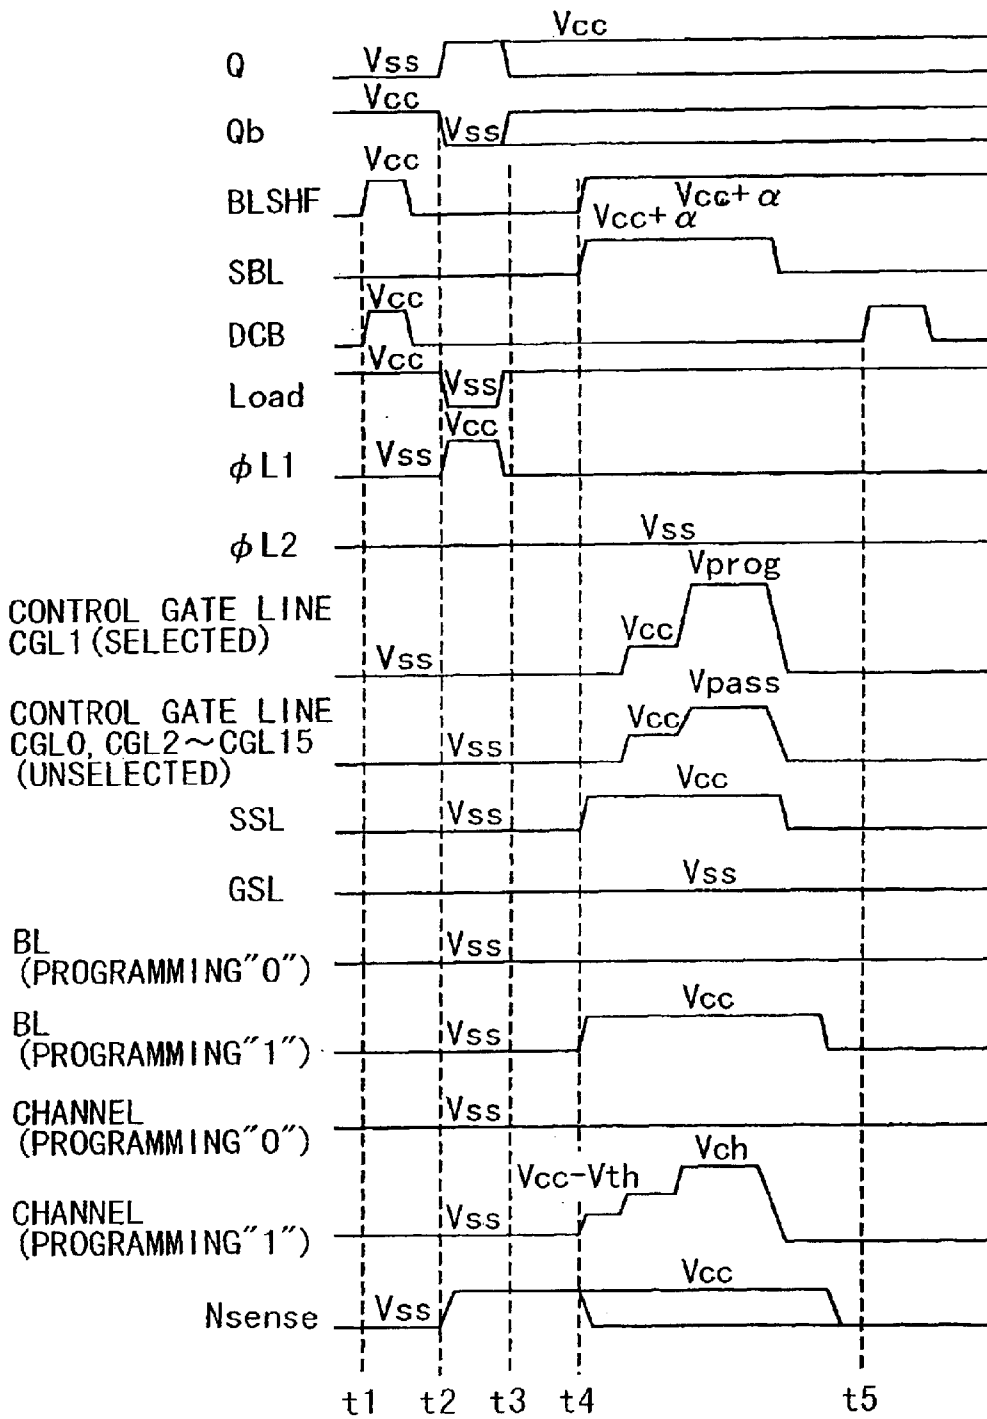 Vcc
Q Vss
Vcc
Qb Vss
Vcc
BLSHF Vcc+α
Vcc+α
SBL
Vcc
DCB
Vcc
Load Vss
Vcc
φL1 Vss
φL2 Vss
Vprog
CONTROL GATE LINE
CGL1(SELECTED) Vcc
Vss
Vpass
CONTROL GATE LINE
CGL0, CGL2~CGL15 Vcc
(UNSELECTED) Vss
SSL Vss Vcc
GSL Vss
BL
(PROGRAMMING"0") Vss
BL Vcc
(PROGRAMMING"1") Vss
CHANNEL Vss
(PROGRAMMING"0")
Vcc-Vth Vch
CHANNEL Vss
(PROGRAMMING"1")
Nsense Vss Vcc
t1 t2 t3 t4 t5